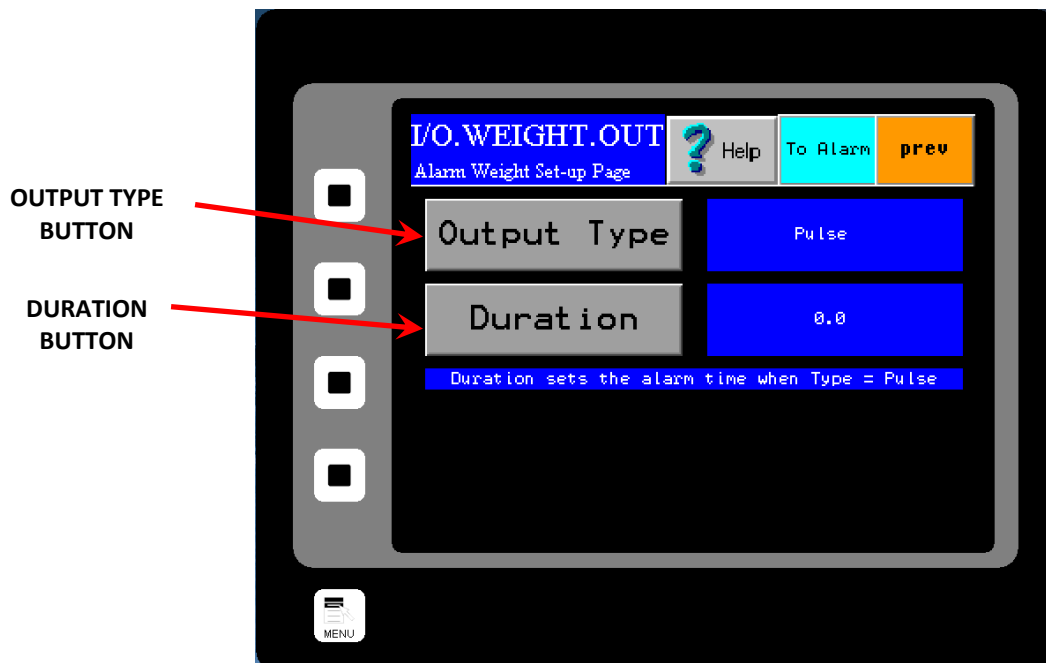 I/O.WEIGHT.OUT
Alarm Weight Set-up Page
Help
To Alarm
prev
OUTPUT TYPE
BUTTON
Output Type
Pulse
DURATION
BUTTON
Duration
0.0
Duration sets the alarm time when Type = Pulse
MENU